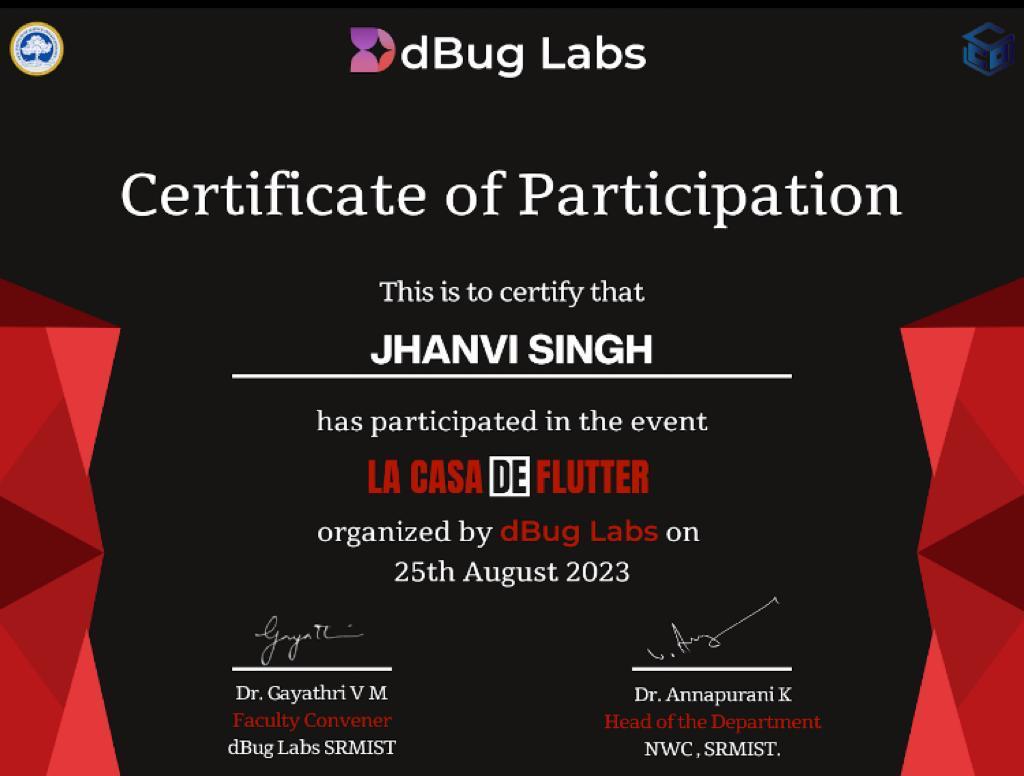 dBug Labs
Certificate of Participation
This is to certify that
JHANVI SINGH
has participated in the event
LA CASA DE FLUTTER
organized by dBug Labs on
25th August 2023
Dr. Gayathri V M
Faculty Convener
dBug Labs SRMIST
Dr. Annapurani K
Head of the Department
NWC , SRMIST.